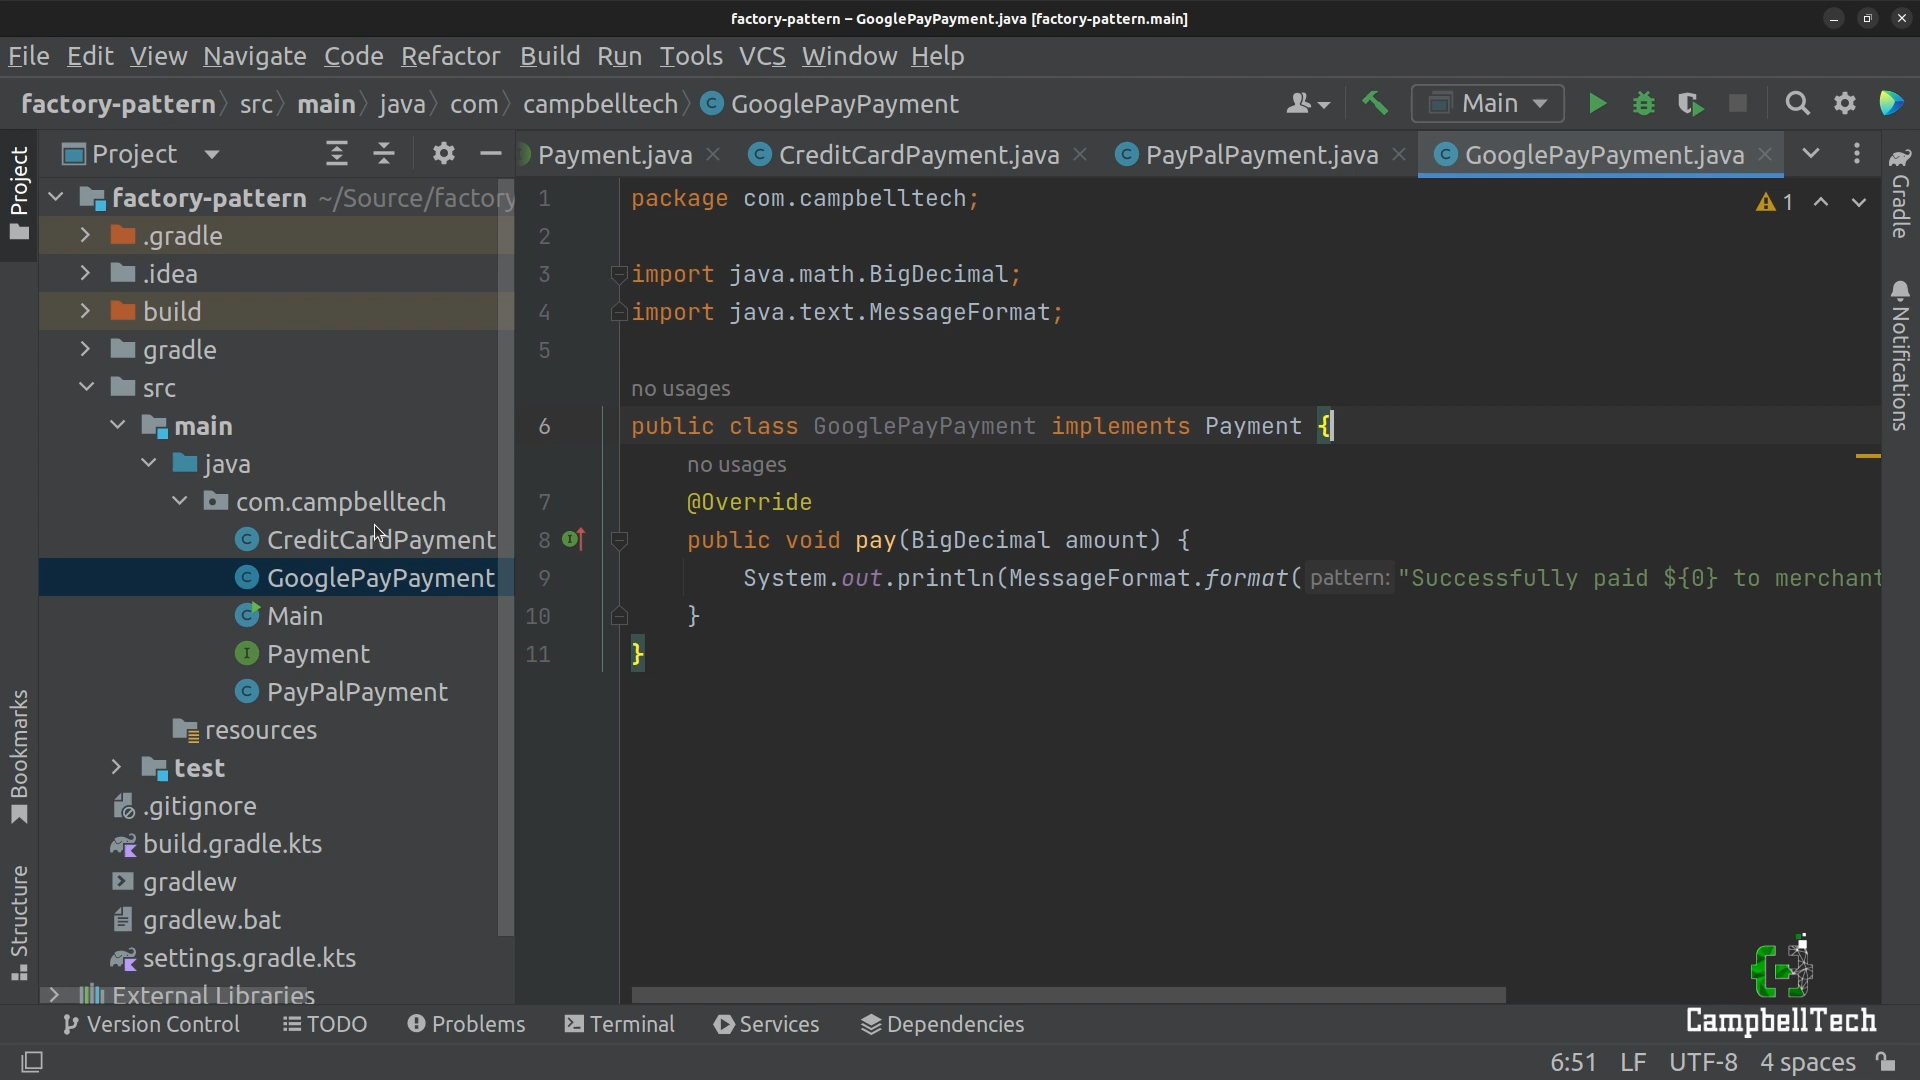 factory-pattern – GooglePayPayment.java [factory-pattern.main]
File Edit View Navigate Code Refactor Build Run Tools VCS Window Help
factory-pattern src main java com campbelltech GooglePayPayment
Main
Project
Payment.java CreditCardPayment.java PayPalPayment.java GooglePayPayment.java
Project
Bookmarks
Structure
factory-pattern ~/Source/factory
.gradle
.idea
build
gradle
src
main
java
com.campbelltech
CreditCardPayment
GooglePayPayment
Main
Payment
PayPalPayment
resources
test
.gitignore
build.gradle.kts
gradlew
gradlew.bat
settings.gradle.kts
External Libraries
1 package com.campbelltech;
2
3 import java.math.BigDecimal;
4 import java.text.MessageFormat;
5
no usages
6 public class GooglePayPayment implements Payment {
no usages
7 @Override
8 public void pay(BigDecimal amount) {
9 System.out.println(MessageFormat.format( pattern: "Successfully paid ${0} to merchant
10 }
11 }
1
Gradle
Notifications
CampbellTech
Version Control TODO Problems Terminal Services Dependencies
6:51 LF UTF-8 4 spaces